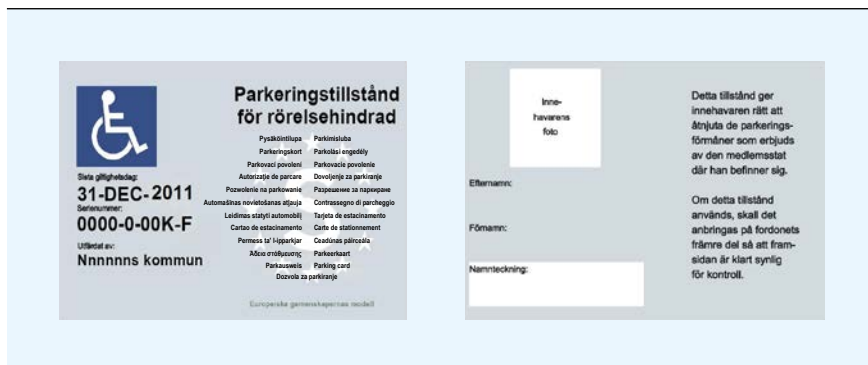 Parkeringstillstånd
för rörelsehindrad
Pysäköintilupa Parkimisluba
Parkeringskort Parkolási engedély
Parkovací povolení Parkovacie povolenie
Autorizaţie de parcare Dovoljenje za parkiranje
Pozwolenie na parkowanie Разрешение за паркиране
Automašīnas novietošanas atļauja Contrassegno di parcheggio
Leidimas statyti automobilį Tarjeta de estacionamento
Cartao de estacinamento Carte de stationnement
Permess ta' l-ipparkjar Ceadúnas páirceala
Άδεια στάθμευσης Parkeerkaart
Parkausweis Parking card
Dozvola za parkiranje
Europeiska gemenskapernas modell
Sista giltighetsdag:
31-DEC-2011
Serienummer:
0000-0-00K-F
Utfärdat av:
Nnnnnns kommun
Inne-
havarens
foto
Efternamn:
Förnamn:
Namnteckning:
Detta tillstånd ger
innehavaren rätt att
åtnjuta de parkerings-
förmåner som erbjuds
av den medlemsstat
där han befinner sig.
Om detta tillstånd
används, skall det
anbringas på fordonets
främre del så att fram-
sidan är klart synlig
för kontroll.